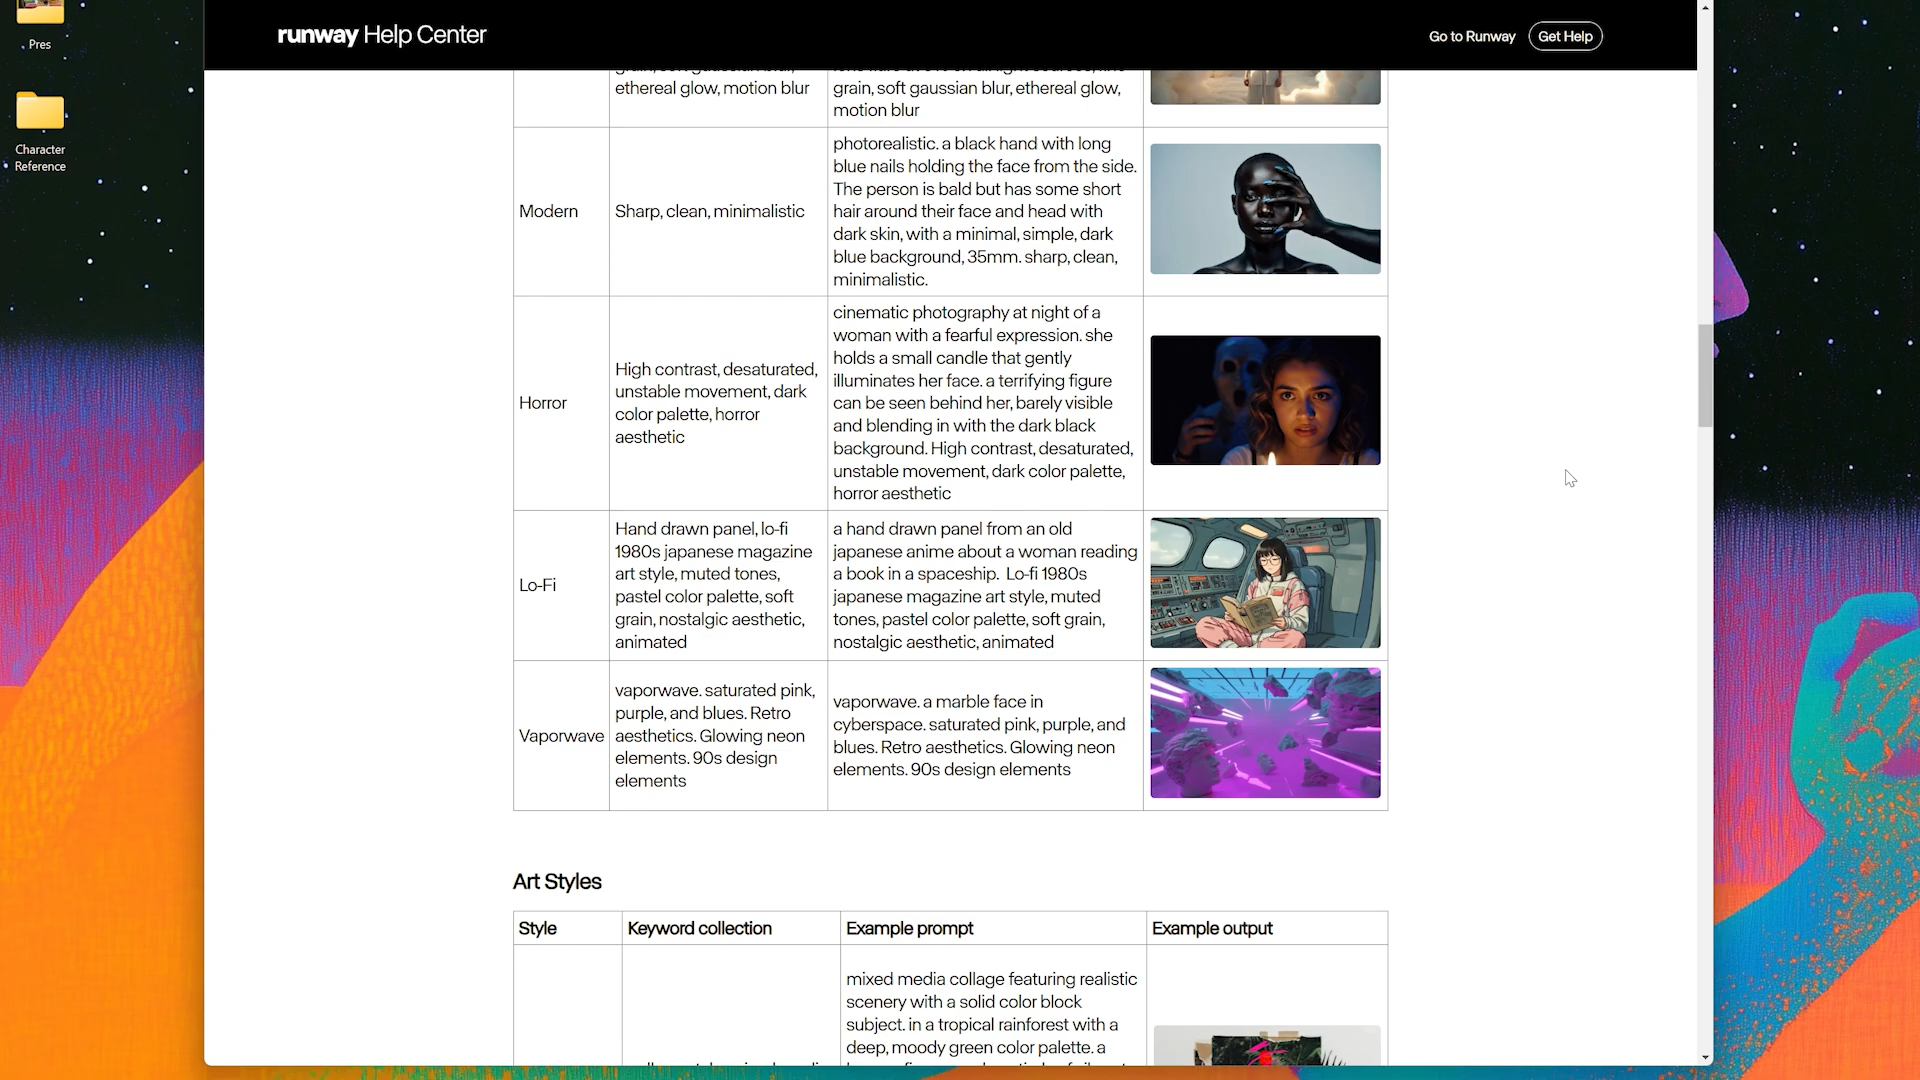 Pres
Character
Reference
runway Help Center
Go to Runway
Get Help
ethereal glow, motion blur
grain, soft gaussian blur, ethereal glow,
motion blur
Modern
Sharp, clean, minimalistic
photorealistic. a black hand with long
blue nails holding the face from the side.
The person is bald but has some short
hair around their face and head with
dark skin, with a minimal, simple, dark
blue background, 35mm. sharp, clean,
minimalistic.
Horror
High contrast, desaturated,
unstable movement, dark
color palette, horror
aesthetic
cinematic photography at night of a
woman with a fearful expression. she
holds a small candle that gently
illuminates her face. a terrifying figure
can be seen behind her, barely visible
and blending in with the dark black
background. High contrast, desaturated,
unstable movement, dark color palette,
horror aesthetic
Lo-Fi
Hand drawn panel, lo-fi
1980s japanese magazine
art style, muted tones,
pastel color palette, soft
grain, nostalgic aesthetic,
animated
a hand drawn panel from an old
japanese anime about a woman reading
a book in a spaceship. Lo-fi 1980s
japanese magazine art style, muted
tones, pastel color palette, soft grain,
nostalgic aesthetic, animated
Vaporwave
vaporwave. saturated pink,
purple, and blues. Retro
aesthetics. Glowing neon
elements. 90s design
elements
vaporwave. a marble face in
cyberspace. saturated pink, purple, and
blues. Retro aesthetics. Glowing neon
elements. 90s design elements
Art Styles
Style
Keyword collection
Example prompt
Example output
mixed media collage featuring realistic
scenery with a solid color block
subject. in a tropical rainforest with a
deep, moody green color palette. a